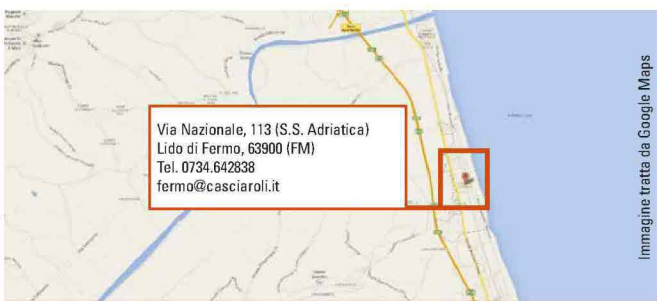 Via Nazionale, 113 (S.S. Adriatica)
Lido di Fermo, 63900 (FM)
Tel. 0734.642838
fermo@casciaroli.it
Immagine tratta da Google Maps